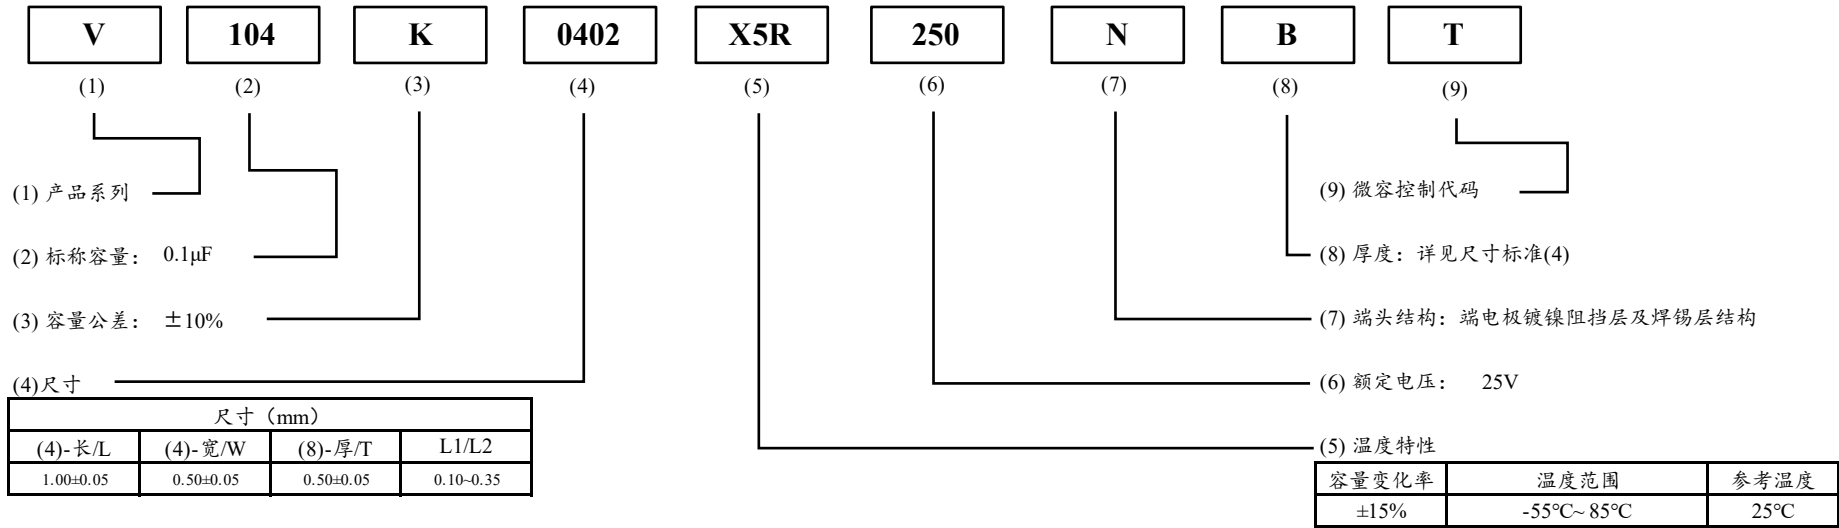 V 104 K 0402 X5R 250 N B T
(1) (2) (3) (4) (5) (6) (7) (8) (9)
(1) 产品系列
(9) 微容控制代码
(2) 标称容量： 0.1μF
(8) 厚度：详见尺寸标准(4)
(3) 容量公差： ±10%
(7) 端头结构：端电极镀镍阻挡层及焊锡层结构
(4)尺寸
(6) 额定电压： 25V
尺寸（mm）
(4)-长/L (4)-宽/W (8)-厚/T L1/L2
1.00±0.05 0.50±0.05 0.50±0.05 0.10~0.35
(5) 温度特性
容量变化率 温度范围 参考温度
±15% -55℃~ 85℃ 25℃